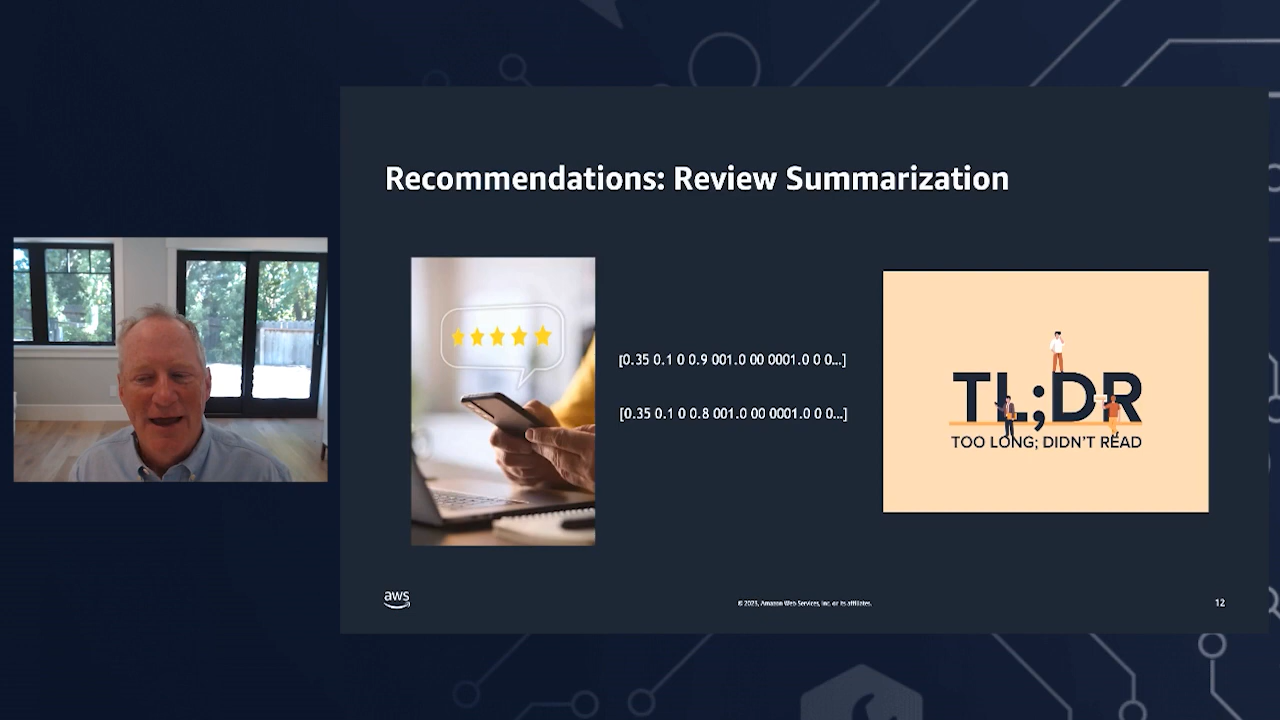 Recommendations: Review Summarization
[0.35 0.1 0 0.9 001.0 00 0001.0 0 0...]
[0.35 0.1 0 0.8 001.0 00 0001.0 0 0...]
TL;DR
TOO LONG; DIDN'T READ
aws
© 2023, Amazon Web Services, Inc. or its affiliates.
12